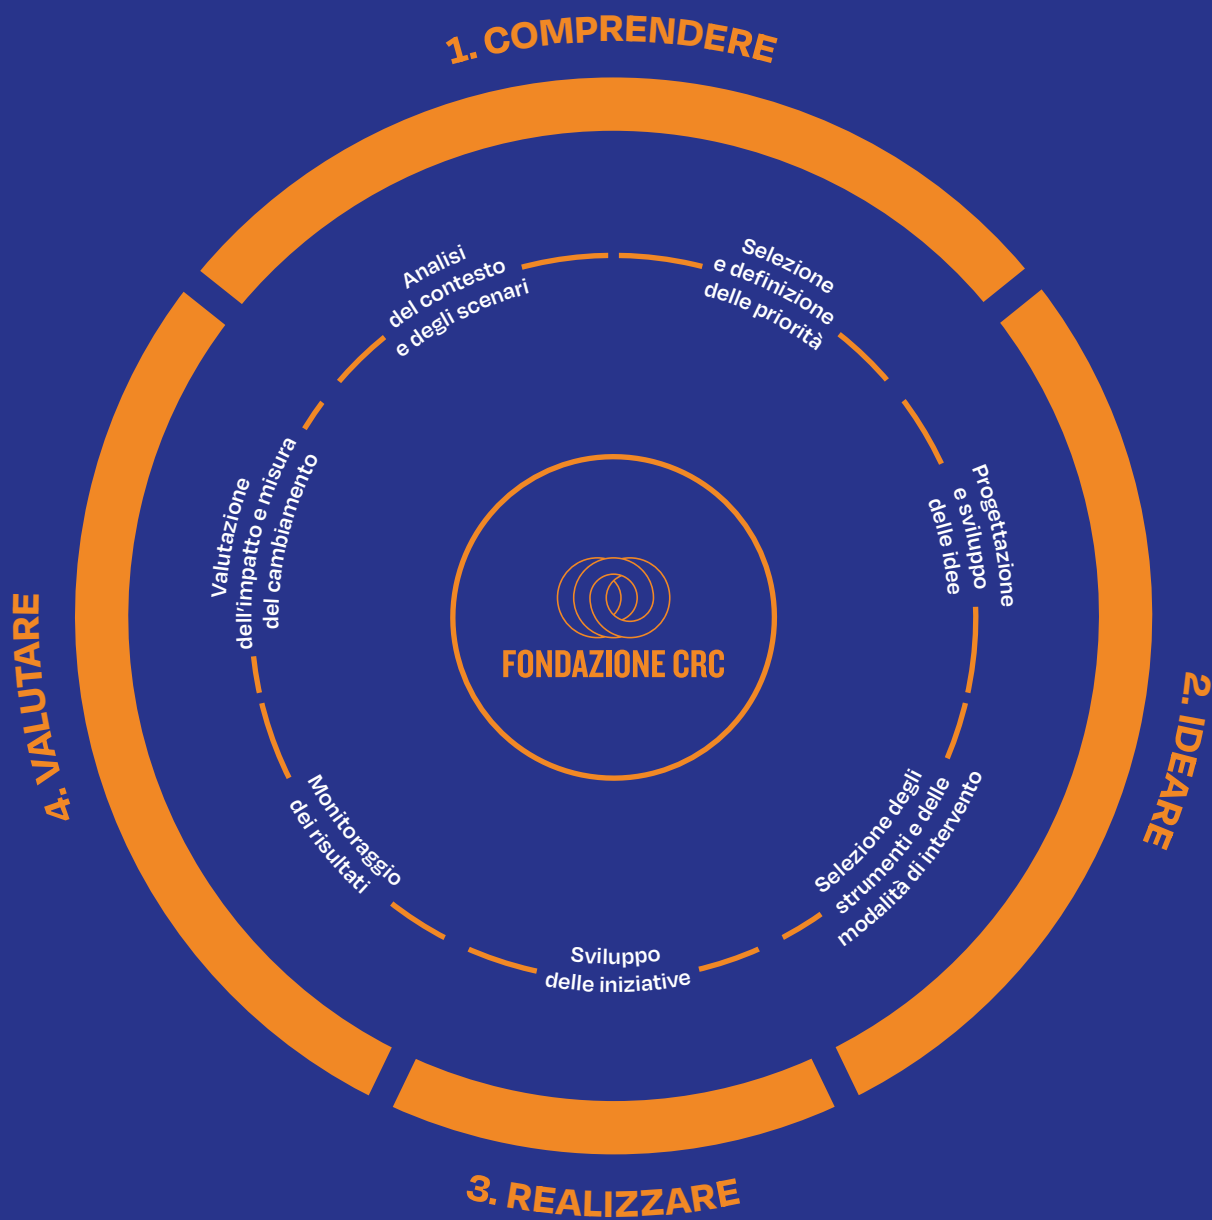 1. COMPRENDERE
Analisi
del contesto
e degli scenari
Selezione
e definizione
delle priorità
2. IDEARE
Progettazione
e sviluppo
delle idee
Selezione degli
strumenti e delle
modalità di intervento
3. REALIZZARE
Sviluppo
delle iniziative
4. VALUTARE
Monitoraggio
dei risultati
Valutazione
dell'impatto e misura
del cambiamento
FONDAZIONE CRC